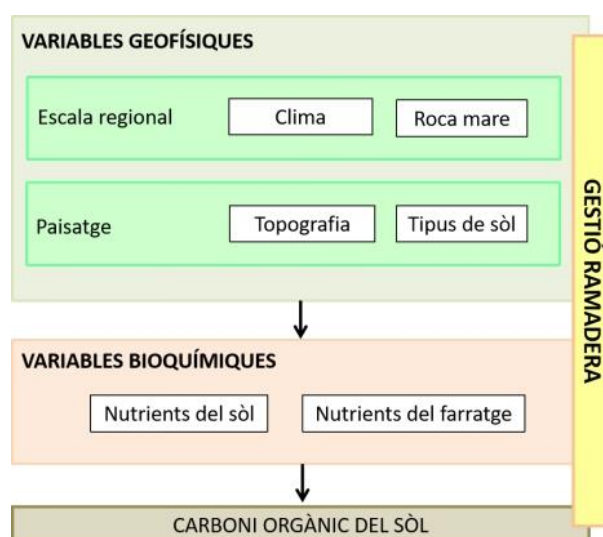 VARIABLES GEOFÍSIQUES
Escala regional
Clima
Roca mare
Paisatge
Topografia
Tipus de sòl
VARIABLES BIOQUÍMIQUES
Nutrients del sòl
Nutrients del farratge
CARBONI ORGÀNIC DEL SÒL
GESTIÓ RAMADERA